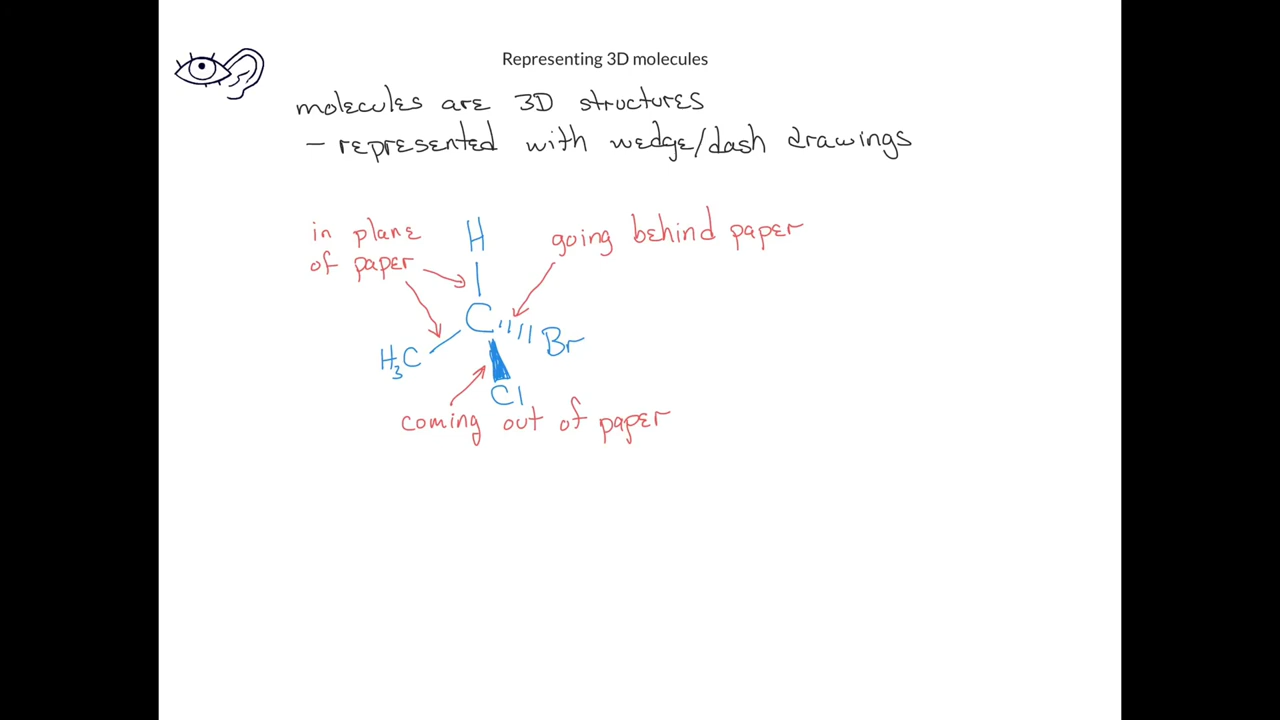 Representing 3D molecules
molecules are 3D structures
- represented with wedge/dash drawings
in plane
of paper
H
going behind paper
C
Br
H3C
Cl
coming out of paper